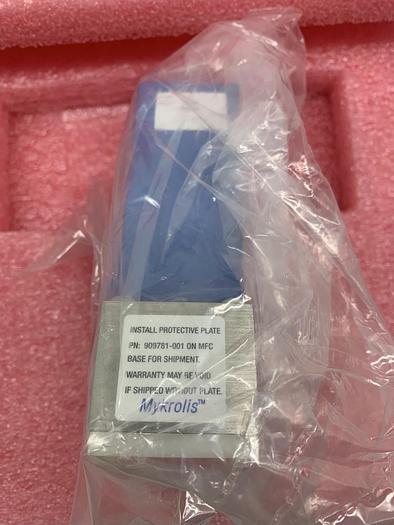 INSTALL PROTECTIVE PLATE
PN: 909781-001 ON MFC
BASE FOR SHIPMENT.
WARRANTY MAY BE VOID
IF SHIPPED WITHOUT PLATE.
Mykrolis™